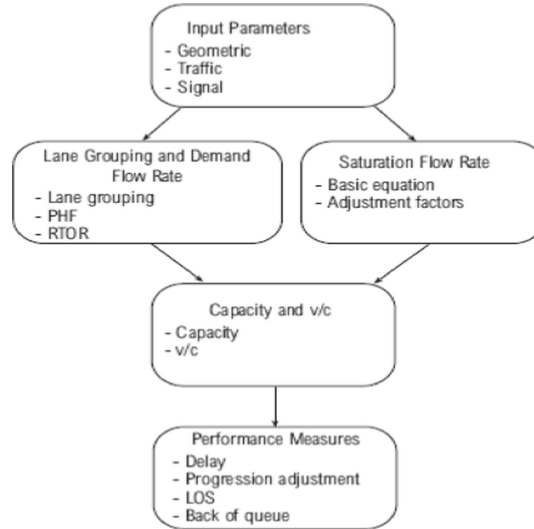 Input Parameters
- Geometric
- Traffic
- Signal
Lane Grouping and Demand
Flow Rate
- Lane grouping
- PHF
- RTOR
Saturation Flow Rate
- Basic equation
- Adjustment factors
Capacity and v/c
- Capacity
- v/c
Performance Measures
- Delay
- Progression adjustment
- LOS
- Back of queue